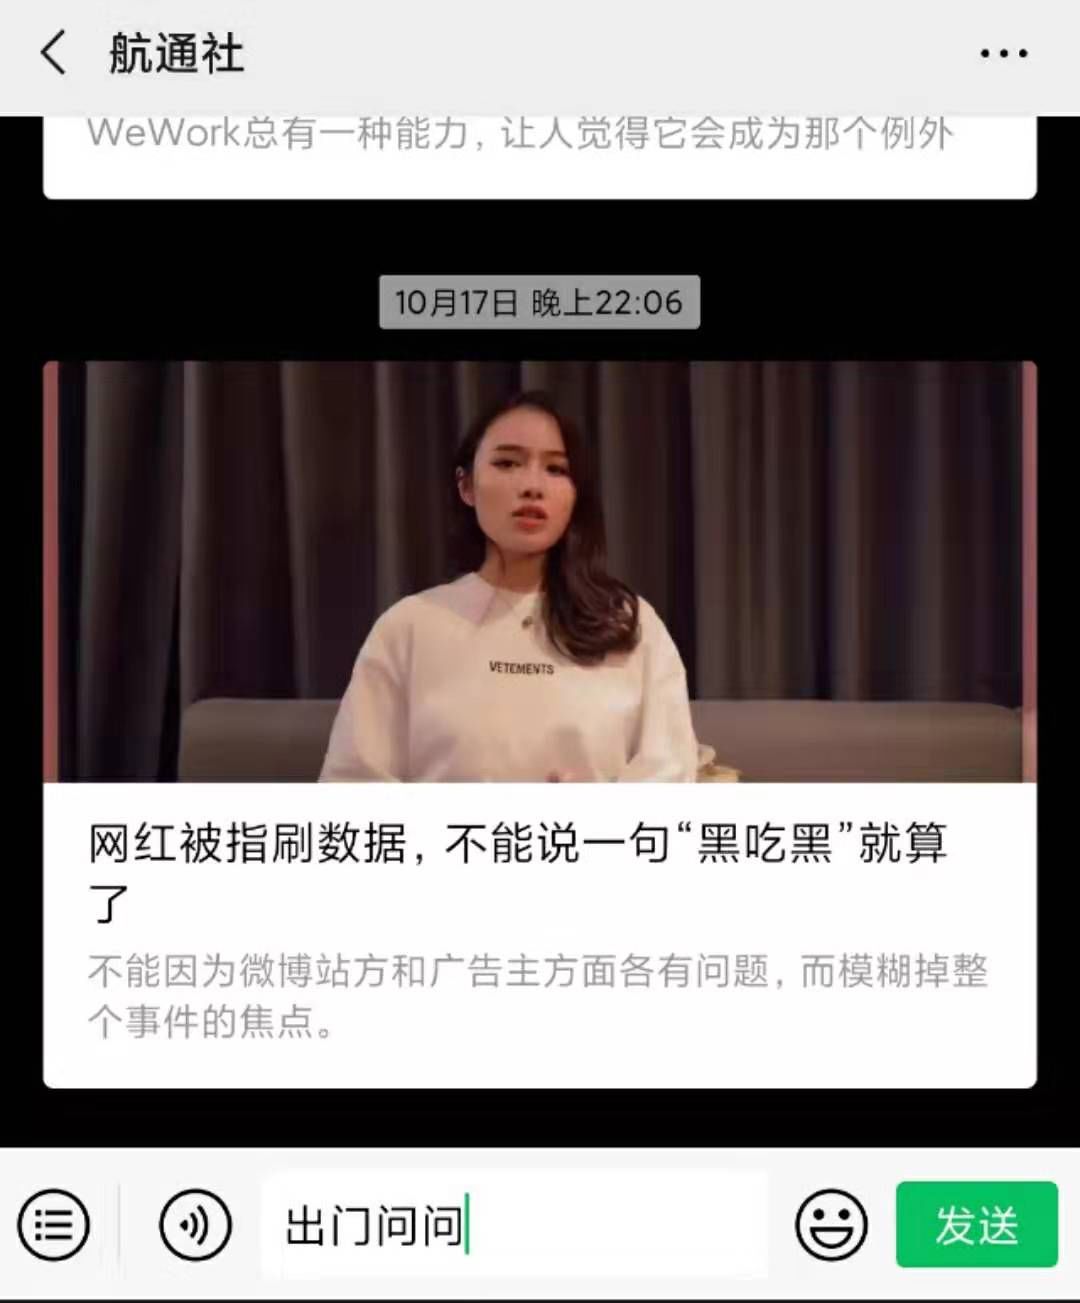 航通社
WeWork总有一种能力，让人觉得它会成为那个例外
10月17日 晚上22:06
VETEMENTS
网红被指刷数据，不能说一句“黑吃黑”就算
了
不能因为微博站方和广告主方面各有问题，而模糊掉整
个事件的焦点。
出门问问
发送